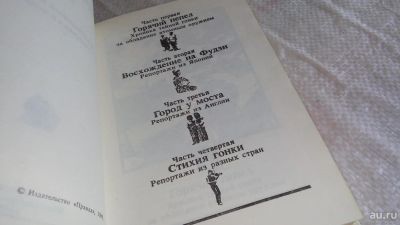 Часть первая
Горячий пепел
Хроника тайной гонки
за обладание атомным оружием
Часть вторая
Восхождение на Фудзи
Репортажи из Японии
Часть третья
Город у моста
Репортажи из Англии
Часть четвертая
Стихия гонки
Репортажи из разных стран
© Издательство «Правда»,
au.ru